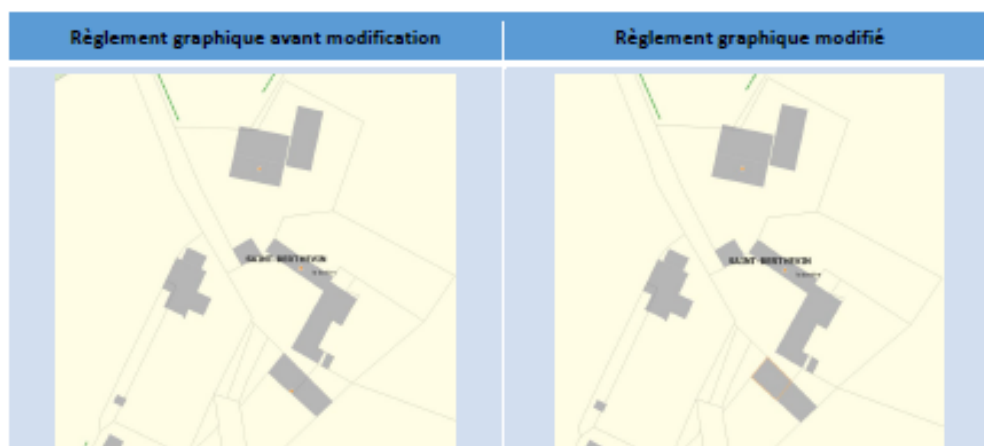 Règlement graphique avant modification
Règlement graphique modifié
SAINT-BERTHEVIN
SAINT-BERTHEVIN